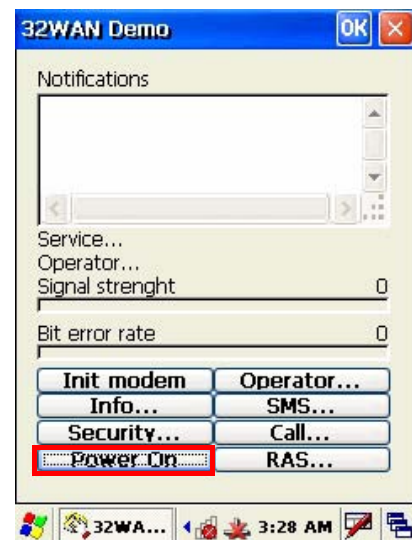 32WAN Demo OK
Notifications
Service...
Operator...
Signal strenght 0
Bit error rate 0
Init modem Operator...
Info... SMS...
Security... Call...
Power On RAS...
32WA... 3:28 AM